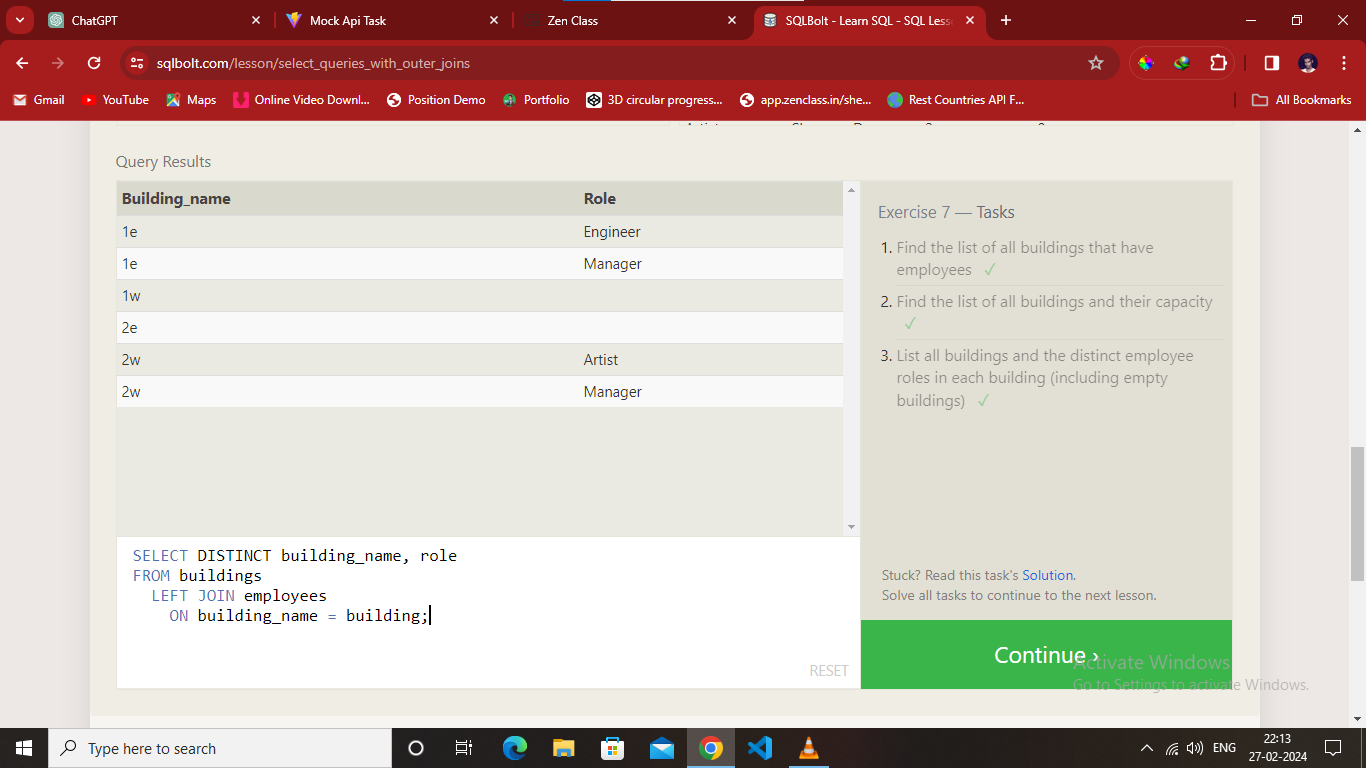 ChatGPT
Mock Api Task
Zen Class
SQLBolt - Learn SQL - SQL Less
sqlbolt.com/lesson/select_queries_with_outer_joins
Gmail
YouTube
Maps
Online Video Downl...
Position Demo
Portfolio
3D circular progress...
app.zenclass.in/she...
Rest Countries API F...
All Bookmarks
Query Results
Building_name Role
1e Engineer
1e Manager
1w
2e
2w Artist
2w Manager
Exercise 7 — Tasks
1. Find the list of all buildings that have
employees ✓
2. Find the list of all buildings and their capacity
✓
3. List all buildings and the distinct employee
roles in each building (including empty
buildings) ✓
SELECT DISTINCT building_name, role
FROM buildings
LEFT JOIN employees
ON building_name = building;
RESET
Stuck? Read this task's Solution.
Solve all tasks to continue to the next lesson.
Continue ›
Activate Windows
Go to Settings to activate Windows.
Type here to search
ENG
22:13
27-02-2024